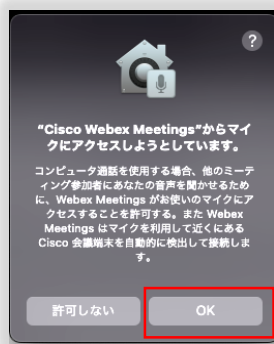 ?
“Cisco Webex Meetings”からマイ
クにアクセスしようとしています。
コンピュータ通話を使用する場合、他のミーテ
ィング参加者にあなたの音声を聞かせるため
に、Webex Meetings がお使いのマイクにア
クセスすることを許可する。また Webex
Meetings はマイクを利用して近くにある
Cisco 会議端末を自動的に検出して接続しま
す。
許可しない
OK